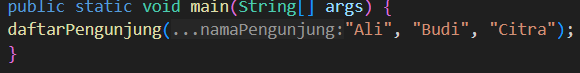 public static void main(String[] args) {
daftarPengunjung(...namaPengunjung:"Ali", "Budi", "Citra");
}